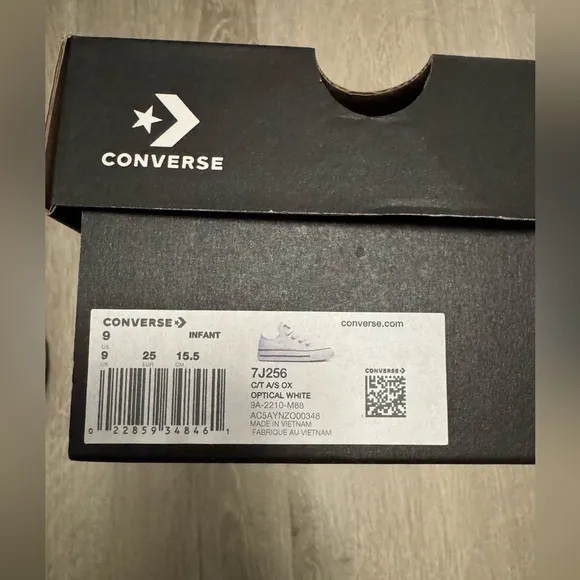 CONVERSE
CONVERSE
converse.com
9 INFANT
US
9 25 15.5
UK EUR CM
7J256
C/T A/S OX
OPTICAL WHITE
9A-2210-M88
AC5AYNZO00348
MADE IN VIETNAM
FABRIQUE AU VIETNAM
CONVERSE
0 22859 34846 1